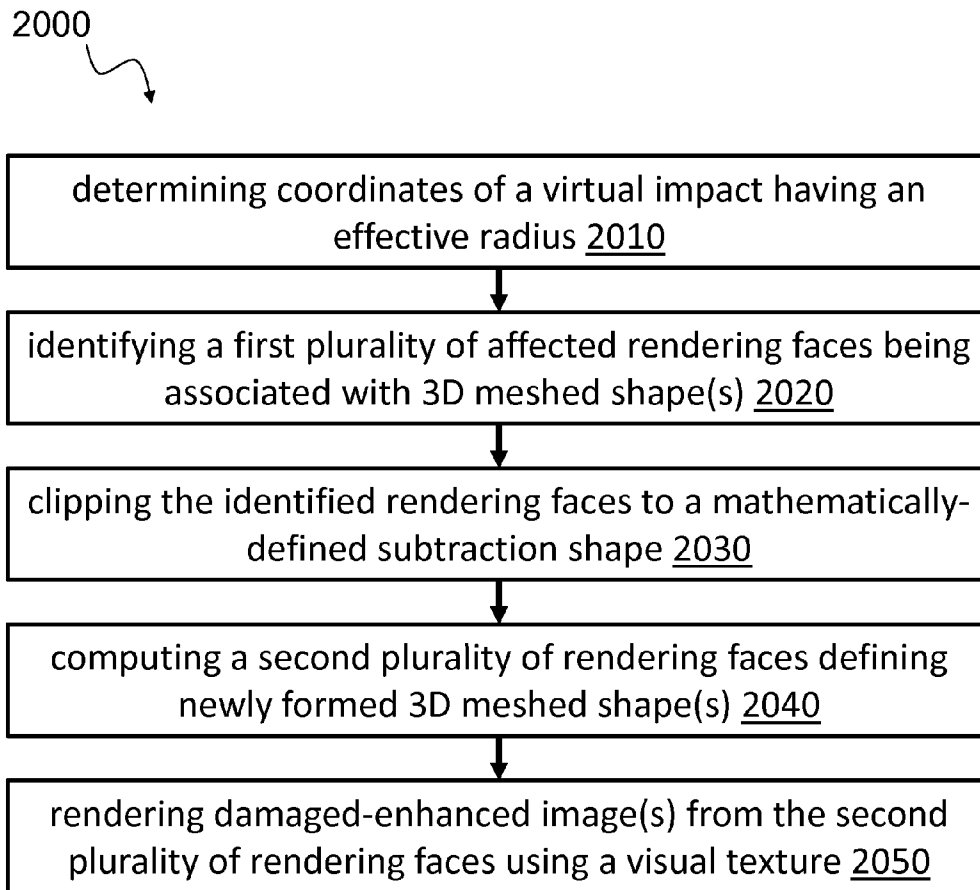 2000
determining coordinates of a virtual impact having an
effective radius 2010
identifying a first plurality of affected rendering faces being
associated with 3D meshed shape(s) 2020
clipping the identified rendering faces to a mathematically-
defined subtraction shape 2030
computing a second plurality of rendering faces defining
newly formed 3D meshed shape(s) 2040
rendering damaged-enhanced image(s) from the second
plurality of rendering faces using a visual texture 2050